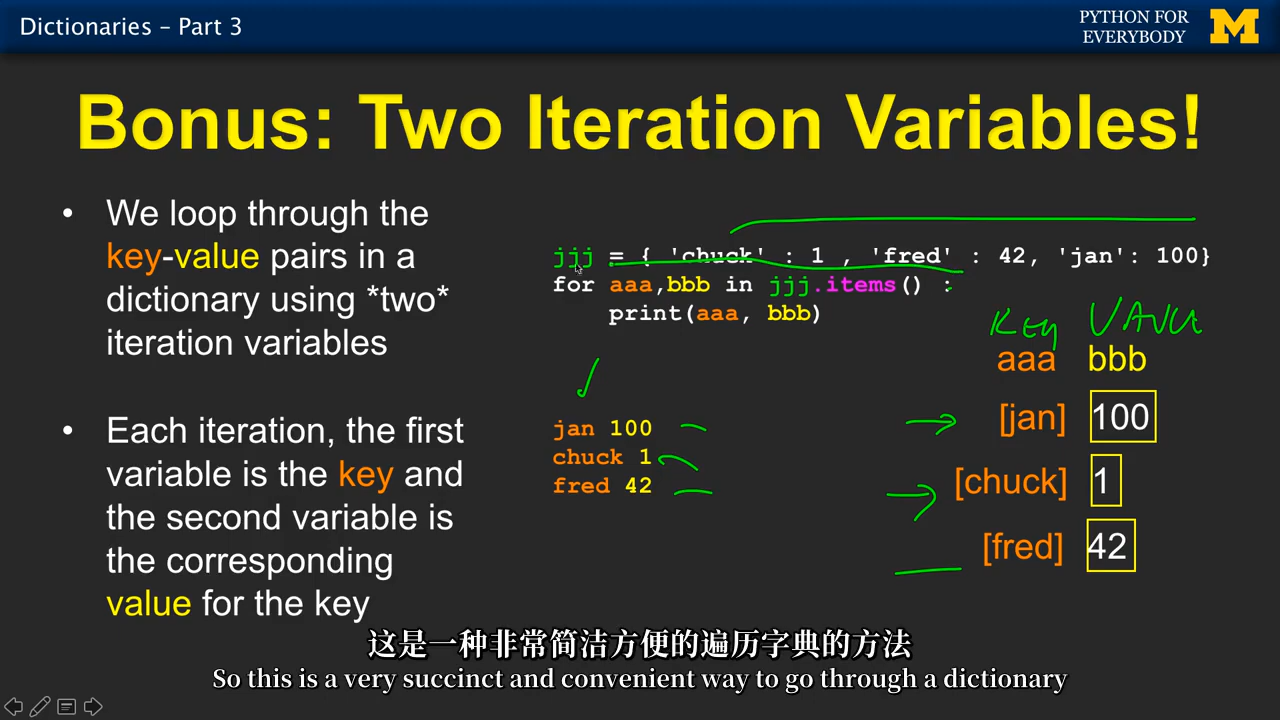 Dictionaries – Part 3
PYTHON FOR
EVERYBODY
M
Bonus: Two Iteration Variables!
• We loop through the
key-value pairs in a
dictionary using *two*
iteration variables
• Each iteration, the first
variable is the key and
the second variable is
the corresponding
value for the key
jjj = { 'chuck' : 1 , 'fred' : 42, 'jan': 100}
for aaa,bbb in jjj.items() :
print(aaa, bbb)
jan 100
chuck 1
fred 42
Key VALUE
aaa bbb
[jan] 100
[chuck] 1
[fred] 42
这是一种非常简洁方便的遍历字典的方法
So this is a very succinct and convenient way to go through a dictionary